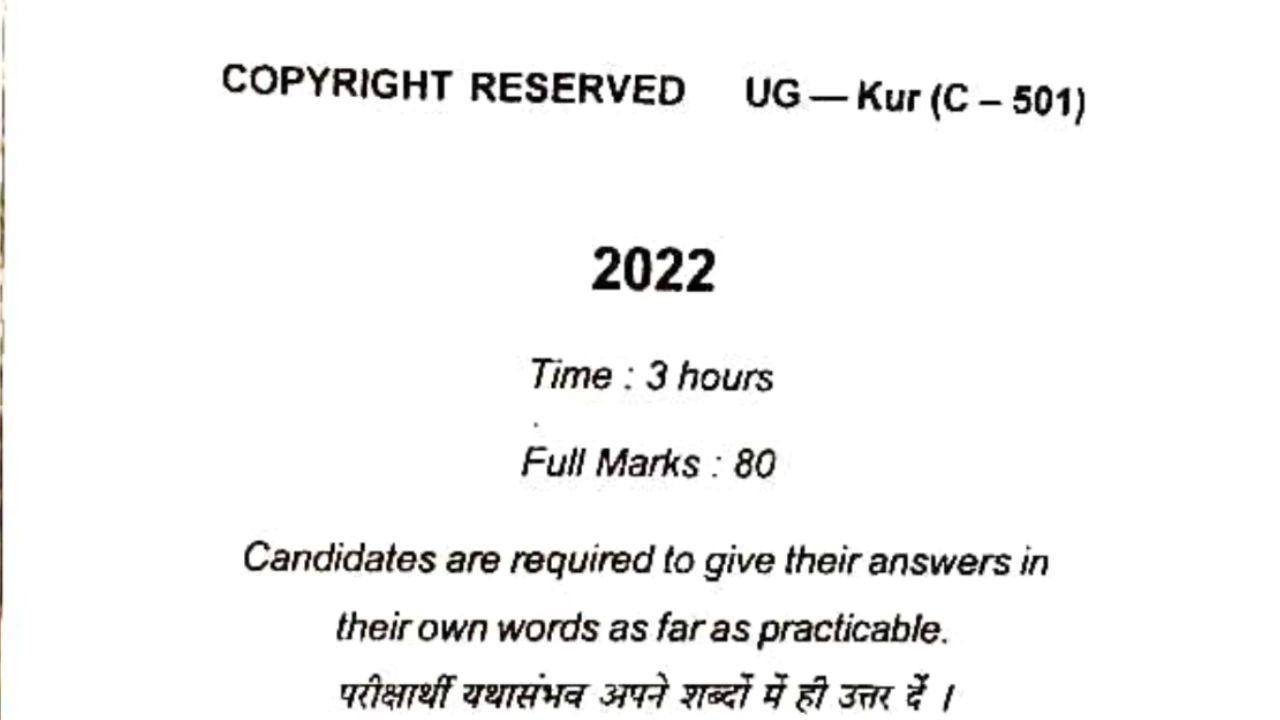 COPYRIGHT RESERVED UG — Kur (C – 501)
2022
Time : 3 hours
Full Marks : 80
Candidates are required to give their answers in
their own words as far as practicable.
परीक्षार्थी यथासंभव अपने शब्दों में ही उत्तर दें ।